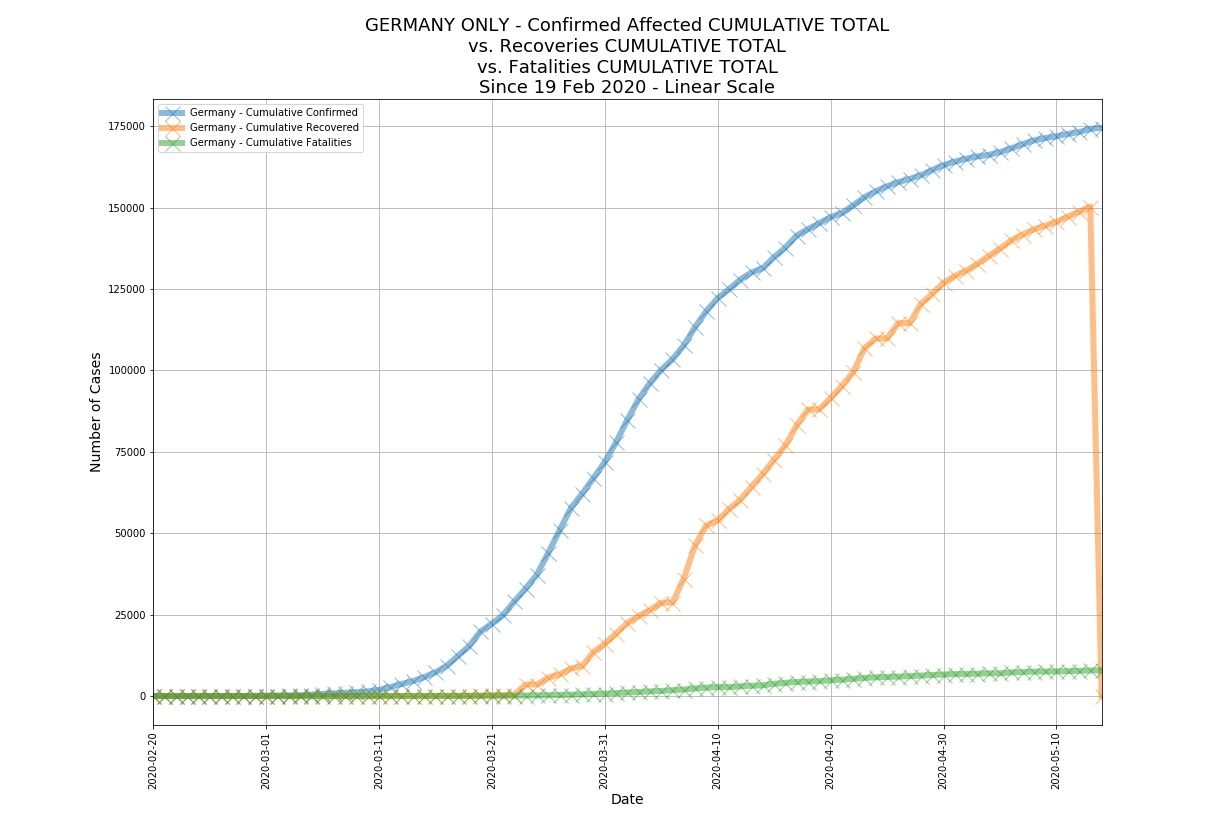 GERMANY ONLY - Confirmed Affected CUMULATIVE TOTAL
vs. Recoveries CUMULATIVE TOTAL
vs. Fatalities CUMULATIVE TOTAL
Since 19 Feb 2020 - Linear Scale
Germany - Cumulative Confirmed
Germany - Cumulative Recovered
Germany - Cumulative Fatalities
Number of Cases
175000
150000
125000
100000
75000
50000
25000
0
2020-02-20
2020-03-01
2020-03-11
2020-03-21
2020-03-31
2020-04-10
2020-04-20
2020-04-30
2020-05-10
Date